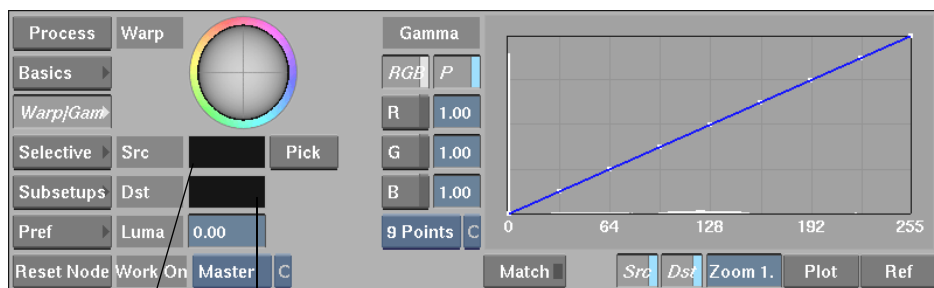 Process Warp Gamma
Basics RGB P
Warp/Gam R 1.00
Selective Src Pick G 1.00
Subsetups Dst B 1.00
Pref Luma 0.00 9 Points C 0 64 128 192 255
Reset Node Work On Master C Match Src Dst Zoom 1. Plot Ref